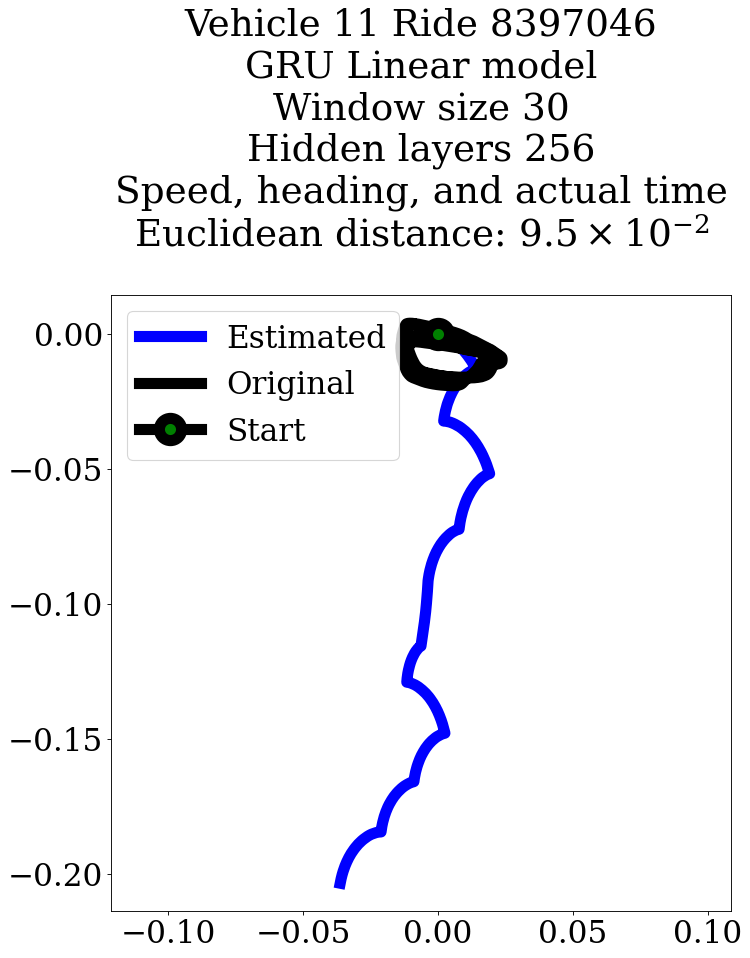 Vehicle 11 Ride 8397046
GRU Linear model
Window size 30
Hidden layers 256
Speed, heading, and actual time
Euclidean distance: 9.5 × 10⁻²
Estimated
Original
Start
0.00
−0.05
−0.10
−0.15
−0.20
−0.10
−0.05
0.00
0.05
0.10